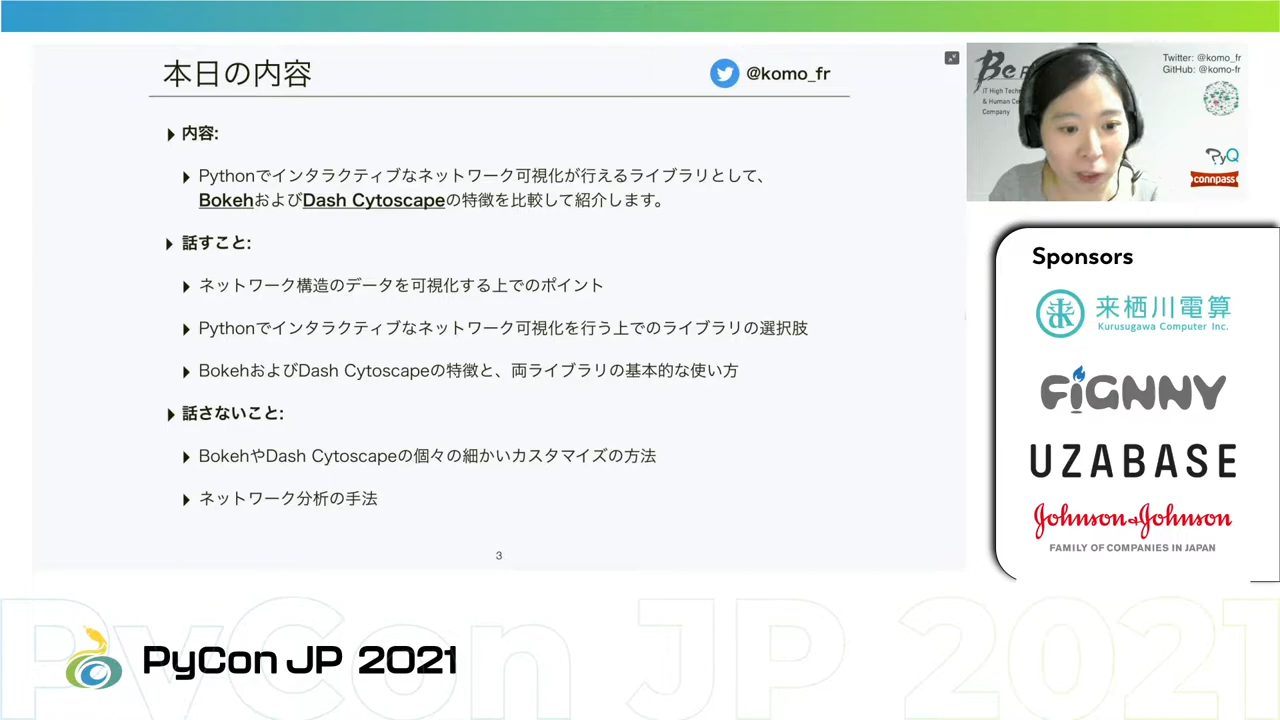 本日の内容
@komo_fr
内容:
Pythonでインタラクティブなネットワーク可視化が行えるライブラリとして、
BokehおよびDash Cytoscapeの特徴を比較して紹介します。
話すこと:
ネットワーク構造のデータを可視化する上でのポイント
Pythonでインタラクティブなネットワーク可視化を行う上でのライブラリの選択肢
BokehおよびDash Cytoscapeの特徴と、両ライブラリの基本的な使い方
話さないこと:
BokehやDash Cytoscapeの個々の細かいカスタマイズの方法
ネットワーク分析の手法
3
Twitter: @komo_fr
GitHub: @komo-fr
IT High
& Human
Company
PyQ
connpass
Sponsors
来栖川電算
Kurusugawa Computer Inc.
FiGNNY
UZABASE
Johnson&Johnson
FAMILY OF COMPANIES IN JAPAN
PyCon JP 2021
PyCon JP 2021